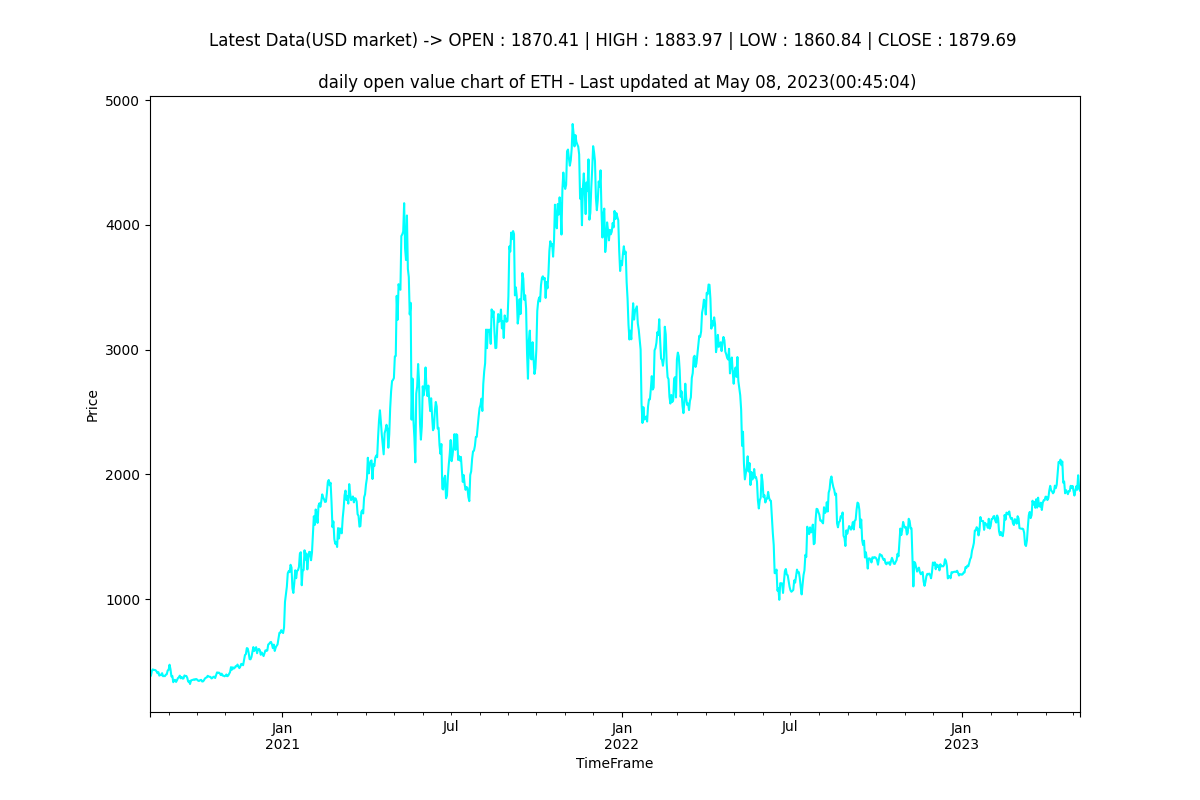 Latest Data(USD market) -> OPEN : 1870.41 | HIGH : 1883.97 | LOW : 1860.84 | CLOSE : 1879.69
daily open value chart of ETH - Last updated at May 08, 2023(00:45:04)
5000
4000
3000
2000
1000
Price
Jan Jul Jan Jul Jan
2021 2022 2023
TimeFrame